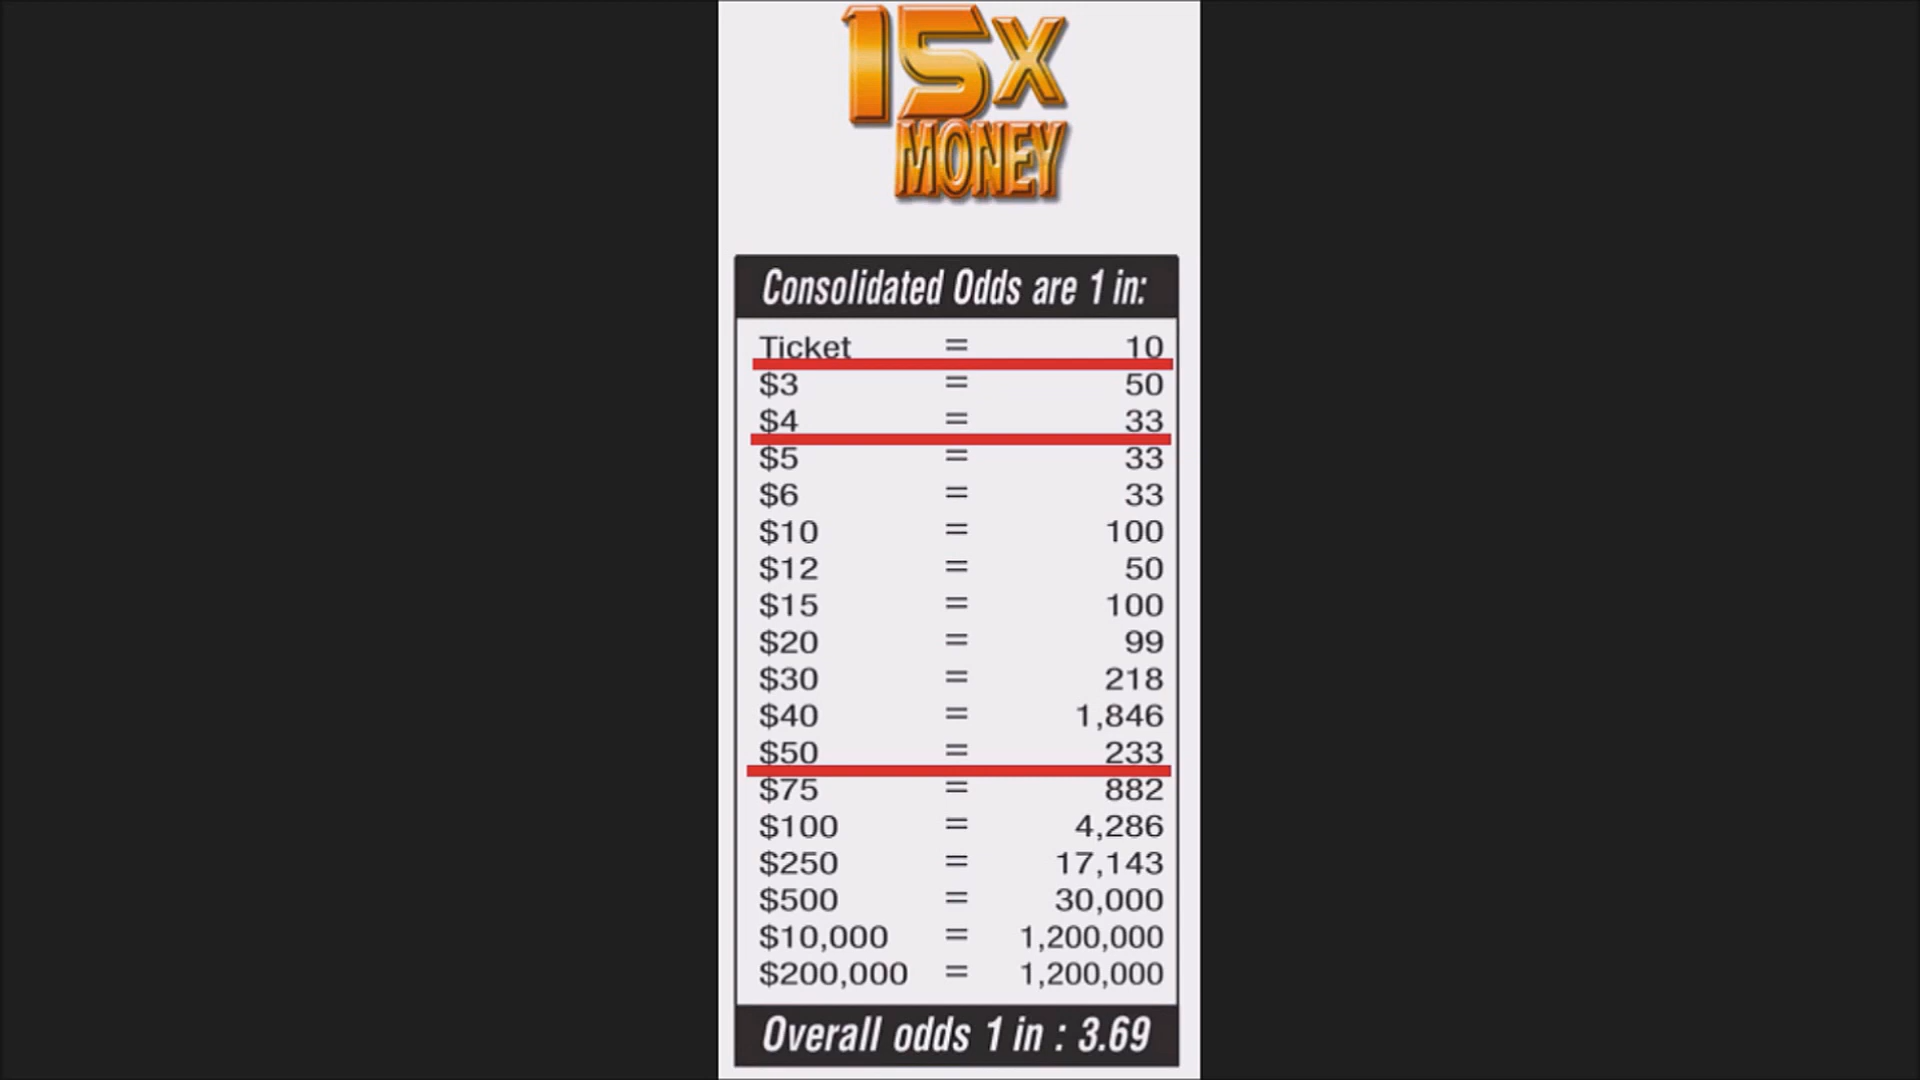 15X
MONEY
Consolidated Odds are 1 in:
Ticket = 10
$3 = 50
$4 = 33
$5 = 33
$6 = 33
$10 = 100
$12 = 50
$15 = 100
$20 = 99
$30 = 218
$40 = 1,846
$50 = 233
$75 = 882
$100 = 4,286
$250 = 17,143
$500 = 30,000
$10,000 = 1,200,000
$200,000 = 1,200,000
Overall odds 1 in : 3.69